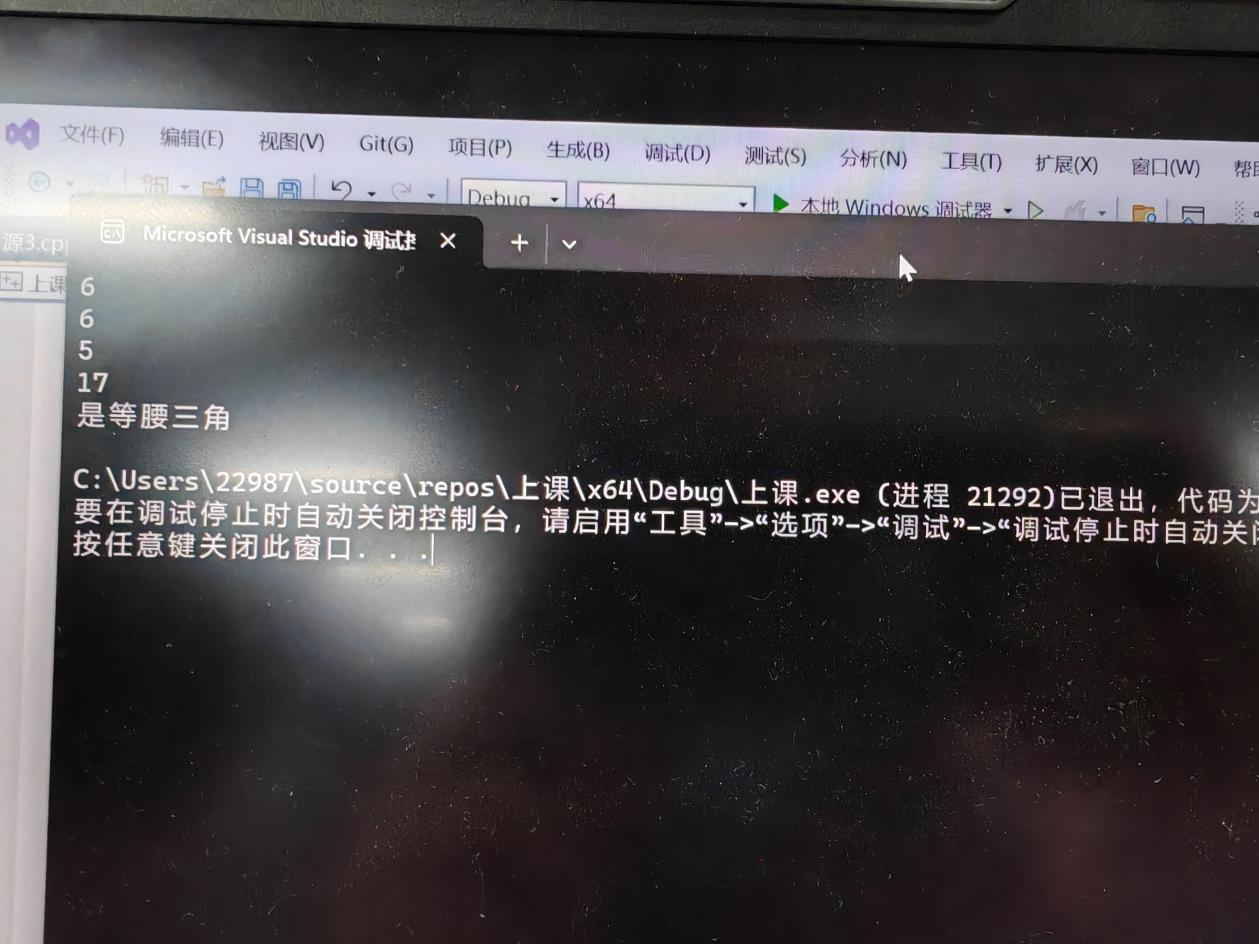 文件(F) 编辑(E) 视图(V) Git(G) 项目(P) 生成(B) 调试(D) 测试(S) 分析(N) 工具(T) 扩展(X) 窗口(W)
Debug x64 本地 Windows 调试器
源3.cp
Microsoft Visual Studio 调试
上课
6
6
5
17
是等腰三角
C:\Users\22987\source\repos\上课\x64\Debug\上课.exe (进程 21292)已退出，代码为
要在调试停止时自动关闭控制台，请启用“工具”->“选项”->“调试”->“调试停止时自动关
按任意键关闭此窗口. . .